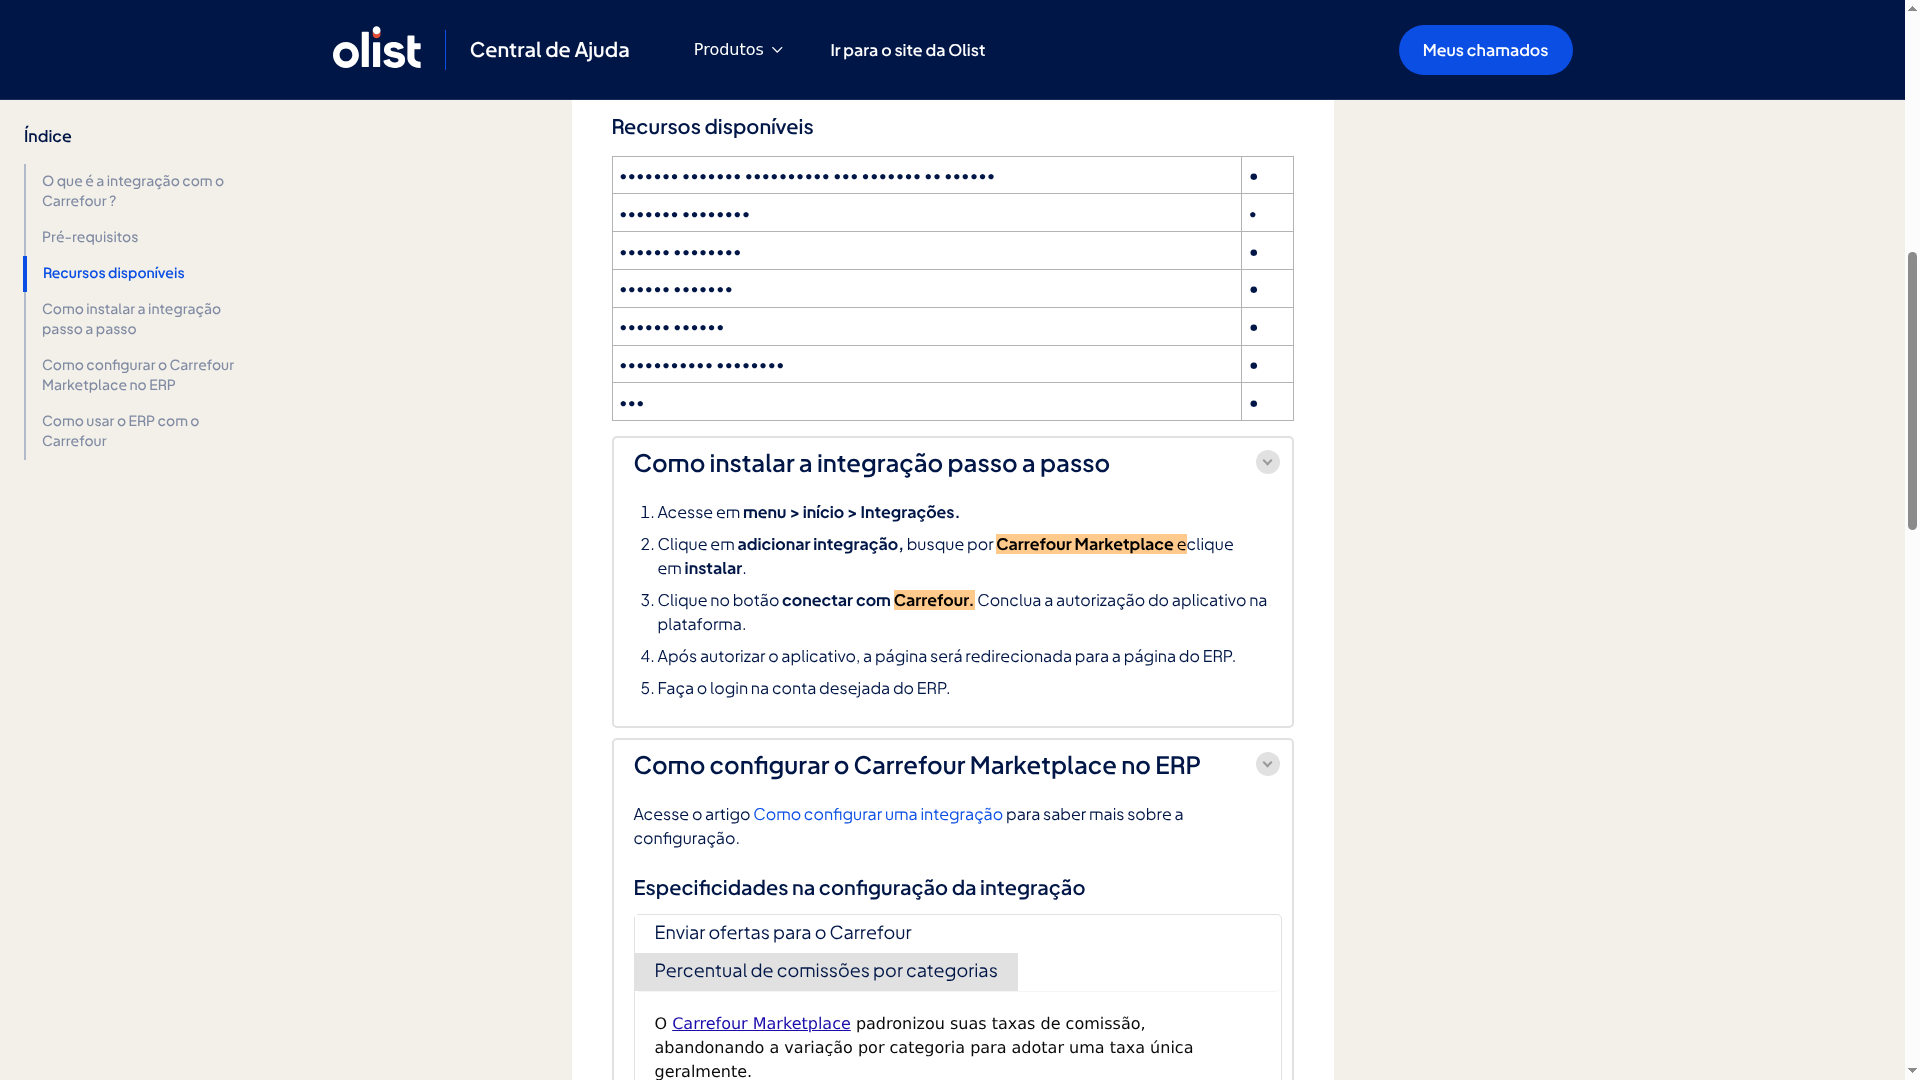 olist
Central de Ajuda
Produtos
Ir para o site da Olist
Meus chamados
Índice
O que é a integração com o
Carrefour ?
Pré-requisitos
Recursos disponíveis
Como instalar a integração
passo a passo
Como configurar o Carrefour
Marketplace no ERP
Como usar o ERP com o
Carrefour
Recursos disponíveis
••••••• ••••••• •••••••••• ••• ••••••• •• •••••• •
••••••• •••••••• •
•••••• •••••••• •
•••••• ••••••• •
•••••• •••••• •
••••••••••• •••••••• •
••• •
Como instalar a integração passo a passo
1. Acesse em menu > início > Integrações.
2. Clique em adicionar integração, busque por Carrefour Marketplace eclique
em instalar.
3. Clique no botão conectar com Carrefour. Conclua a autorização do aplicativo na
plataforma.
4. Após autorizar o aplicativo, a página será redirecionada para a página do ERP.
5. Faça o login na conta desejada do ERP.
Como configurar o Carrefour Marketplace no ERP
Acesse o artigo Como configurar uma integração para saber mais sobre a
configuração.
Especificidades na configuração da integração
Enviar ofertas para o Carrefour
Percentual de comissões por categorias
O Carrefour Marketplace padronizou suas taxas de comissão,
abandonando a variação por categoria para adotar uma taxa única
geralmente.